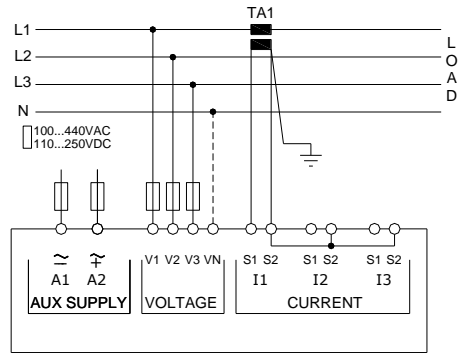 TA1
L1
L2
L3
N
L
O
A
D
100...440VAC
110...250VDC
V1 V2 V3 VN S1 S2 S1 S2 S1 S2
A1 A2 I1 I2 I3
AUX SUPPLY VOLTAGE CURRENT